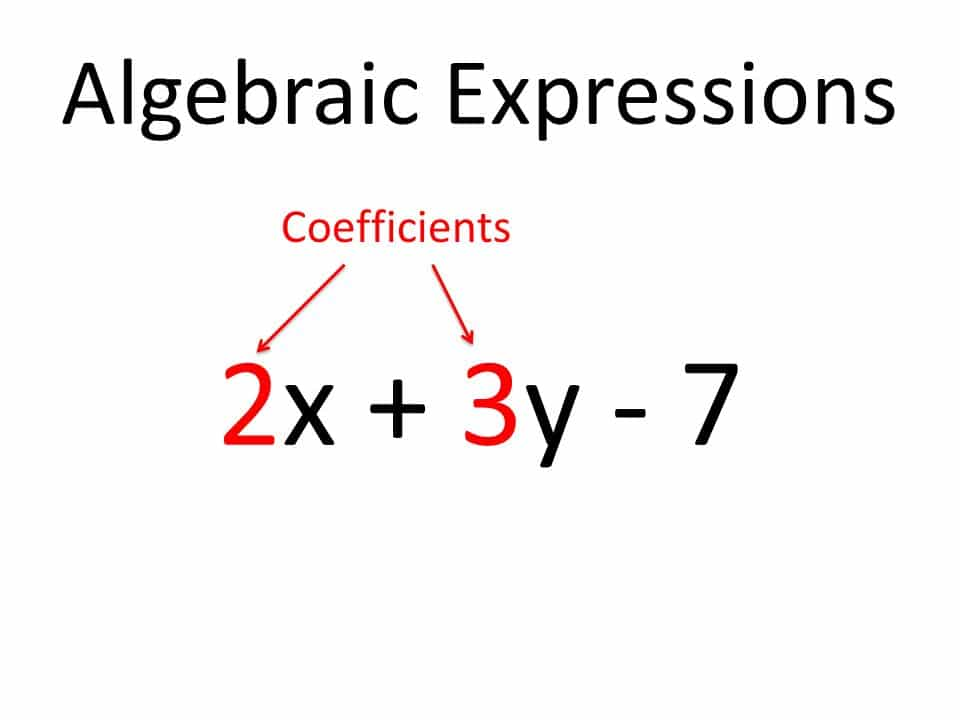 Algebraic Expressions
Coefficients
2x + 3y - 7